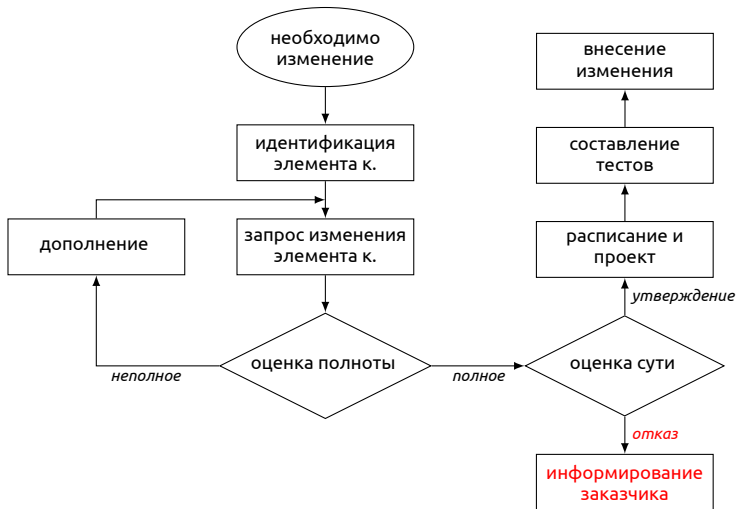 необходимо
изменение
идентификация
элемента к.
дополнение
запрос изменения
элемента к.
оценка полноты
неполное
полное
оценка сути
утверждение
расписание и
проект
составление
тестов
внесение
изменения
отказ
информирование
заказчика